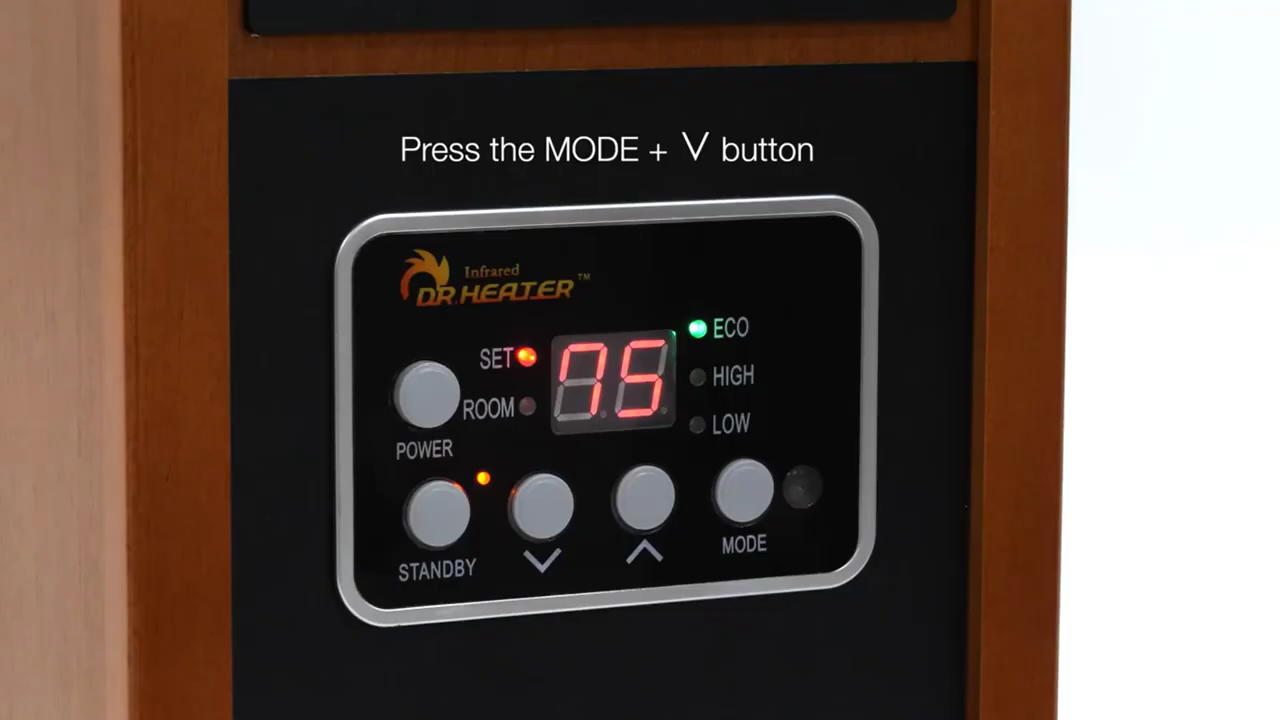 Press the MODE + V button
Infrared
DR. HEATER™
SET
75
ECO
HIGH
ROOM
LOW
POWER
STANDBY
MODE